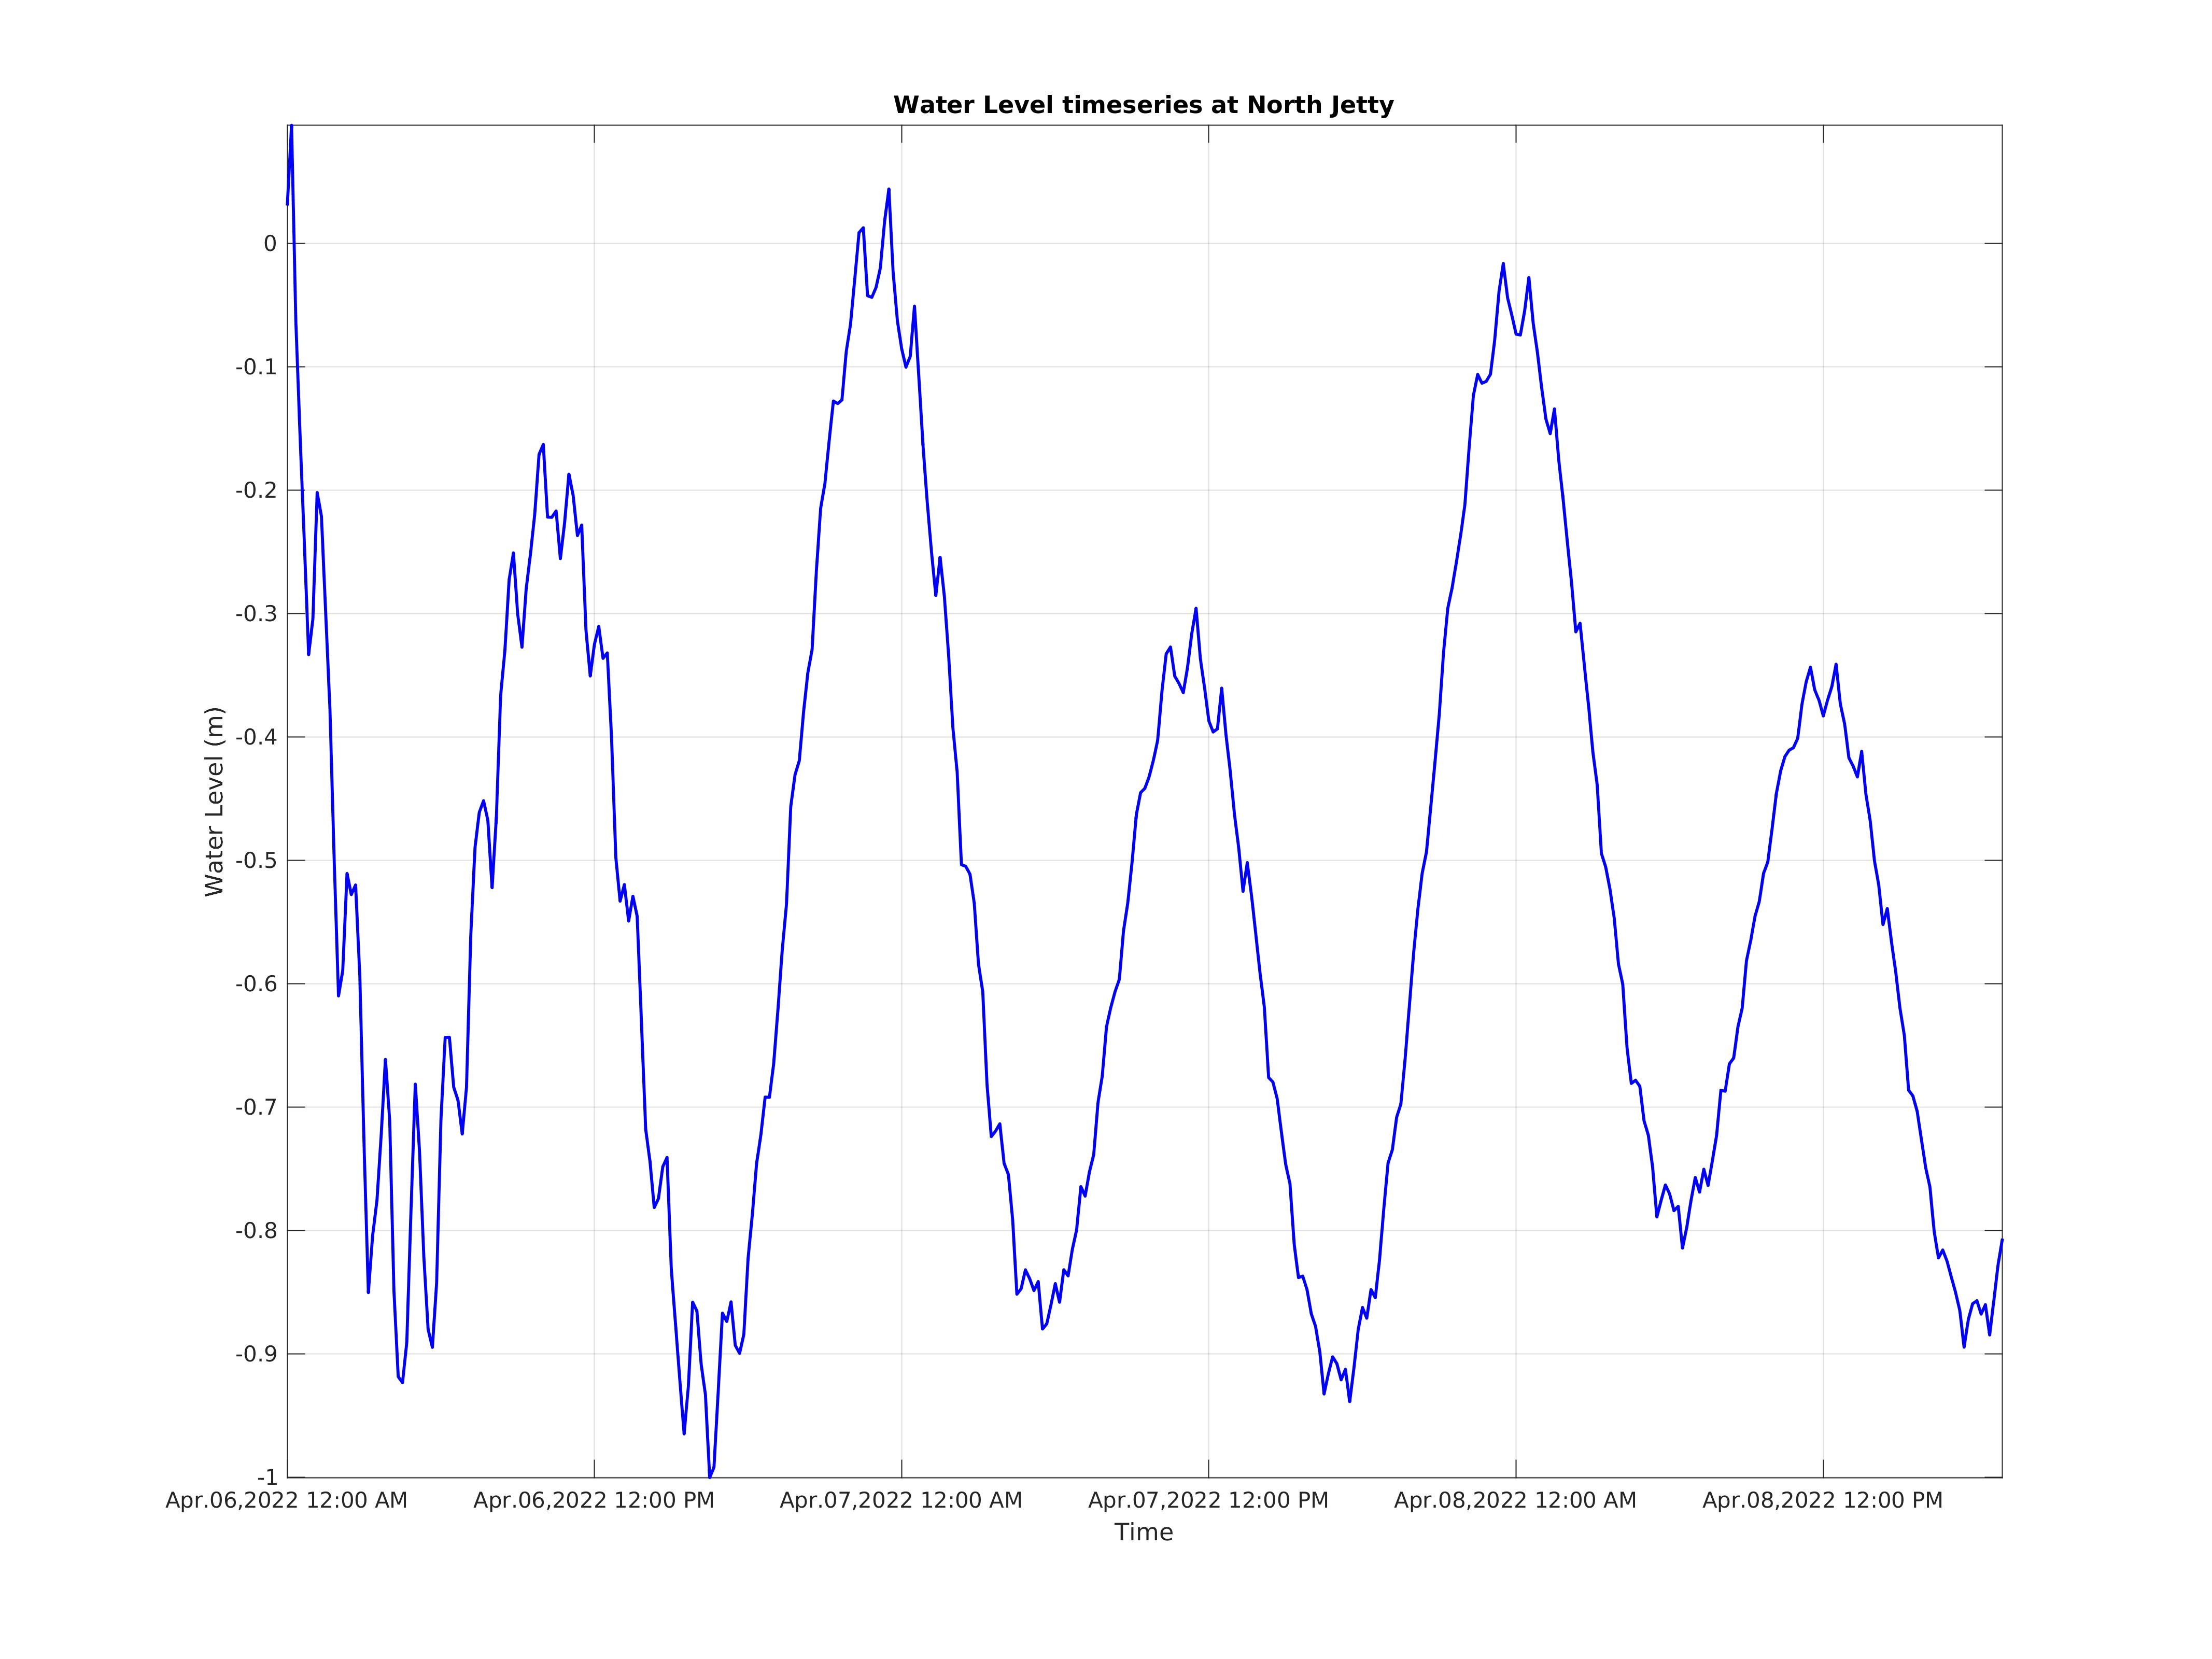 Water Level timeseries at North Jetty
0
-0.1
-0.2
-0.3
-0.4
-0.5
-0.6
-0.7
-0.8
-0.9
-1
Water Level (m)
Apr.06,2022 12:00 AM
Apr.06,2022 12:00 PM
Apr.07,2022 12:00 AM
Apr.07,2022 12:00 PM
Apr.08,2022 12:00 AM
Apr.08,2022 12:00 PM
Time